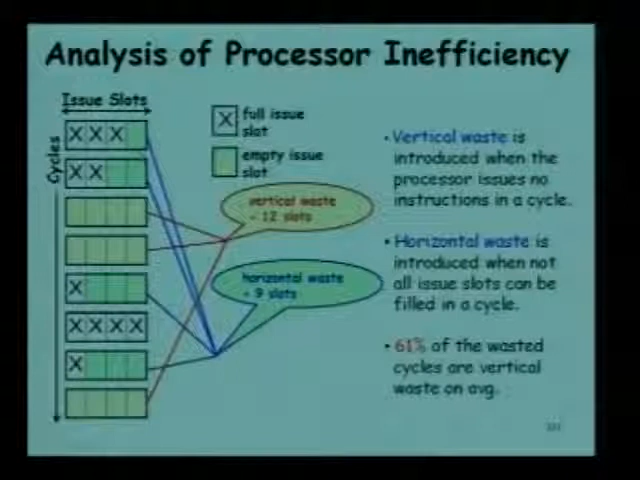 Analysis of Processor Inefficiency
Issue Slots
Cycles
X X X
X X
X
X X X X
X
X full issue
slot
empty issue
slot
vertical waste
= 12 slots
horizontal waste
= 9 slots
• Vertical waste is
introduced when the
processor issues no
instructions in a cycle.
• Horizontal waste is
introduced when not
all issue slots can be
filled in a cycle.
• 61% of the wasted
cycles are vertical
waste on avg.